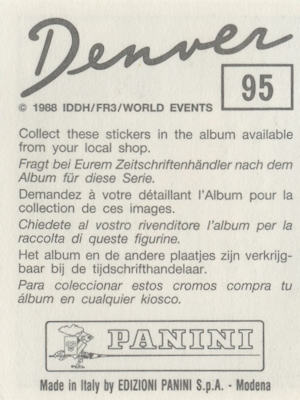 Denver
95
© 1988 IDDH/FR3/WORLD EVENTS
Collect these stickers in the album available
from your local shop.
Fragt bei Eurem Zeitschriftenhändler nach dem
Album für diese Serie.
Demandez à votre détaillant l'Album pour la
collection de ces images.
Chiedete al vostro rivenditore l'album per la
raccolta di queste figurine.
Het album en de andere plaatjes zijn verkrijg-
baar bij de tijdschrifthandelaar.
Para coleccionar estos cromos compra tu
álbum en cualquier kiosco.
PANINI
Made in Italy by EDIZIONI PANINI S.p.A. - Modena